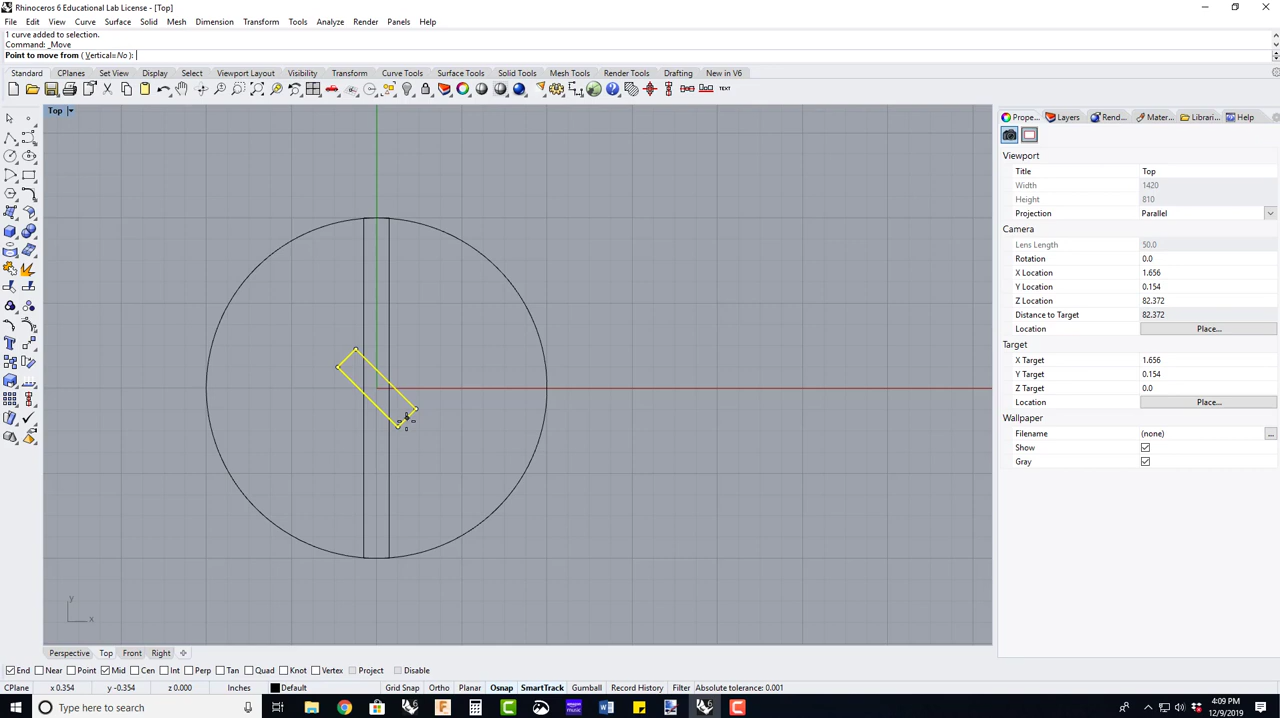 Rhinoceros 6 Educational Lab License - [Top]
File Edit View Curve Surface Solid Mesh Dimension Transform Tools Analyze Render Panels Help
1 curve added to selection.
Command: _Move
Point to move from ( Vertical=No ):
Standard CPlanes Set View Display Select Viewport Layout Visibility Transform Curve Tools Surface Tools Solid Tools Mesh Tools Render Tools Drafting New in V6
TEXT
Top
Prope... Layers Rend... Mater... Librari... Help
Viewport
Title Top
Width 1420
Height 810
Projection Parallel
Camera
Lens Length 50.0
Rotation 0.0
X Location 1.656
Y Location 0.154
Z Location 82.372
Distance to Target 82.372
Location Place...
Target
X Target 1.656
Y Target 0.154
Z Target 0.0
Location Place...
Wallpaper
Filename (none) ...
Show
Gray
y
x
Perspective Top Front Right
End Near Point Mid Cen Int Perp Tan Quad Knot Vertex Project Disable
CPlane x 0.354 y -0.354 z 0.000 Inches Default Grid Snap Ortho Planar Osnap SmartTrack Gumball Record History Filter Absolute tolerance: 0.001
Type here to search
4:09 PM
12/9/2019